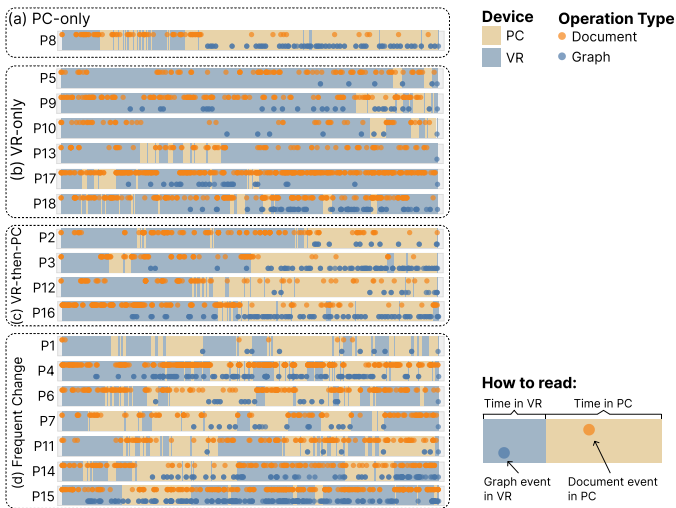 (a) PC-only
P8
(b) VR-only
P5
P9
P10
P13
P17
P18
(c) VR-then-PC
P2
P3
P12
P16
(d) Frequent Change
P1
P4
P6
P7
P11
P14
P15
Device
PC
VR
Operation Type
Document
Graph
How to read:
Time in VR
Time in PC
Graph event
in VR
Document event
in PC